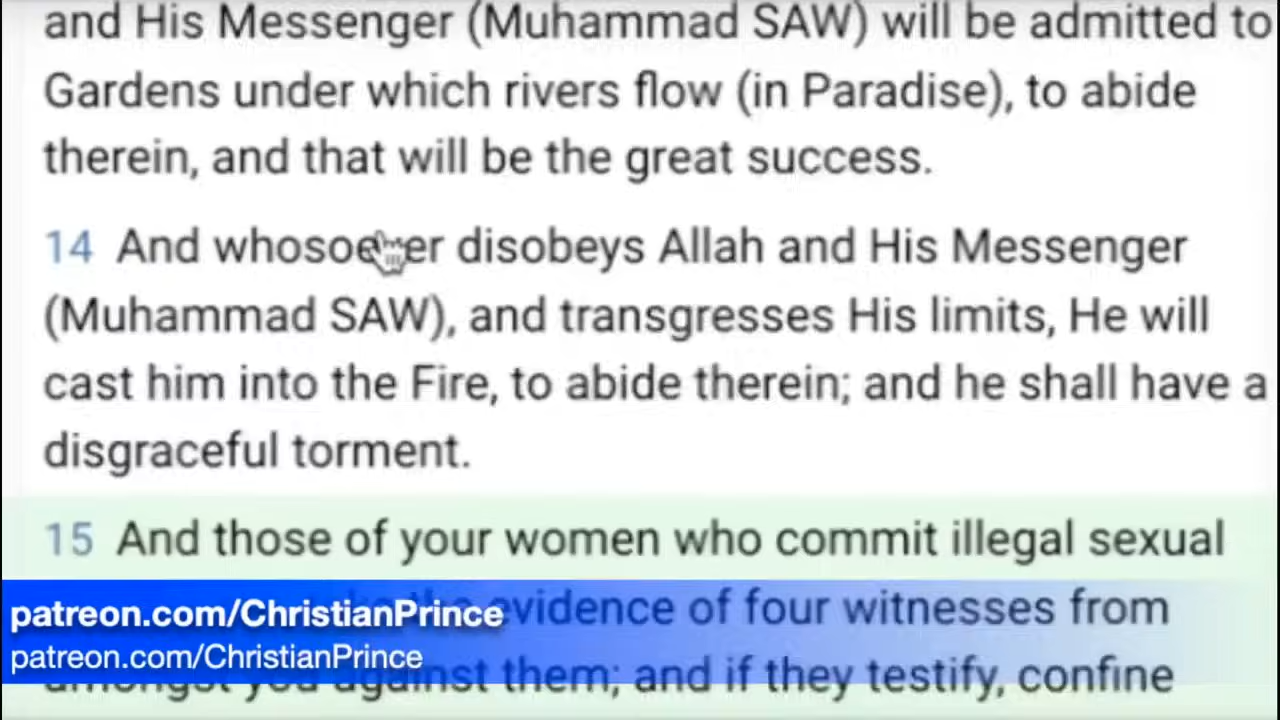 and His Messenger (Muhammad SAW) will be admitted to
Gardens under which rivers flow (in Paradise), to abide
therein, and that will be the great success.
14 And whosoever disobeys Allah and His Messenger
(Muhammad SAW), and transgresses His limits, He will
cast him into the Fire, to abide therein; and he shall have a
disgraceful torment.
15 And those of your women who commit illegal sexual
evidence of four witnesses from
patreon.com/ChristianPrince
patreon.com/ChristianPrince
amongst you against them; and if they testify, confine